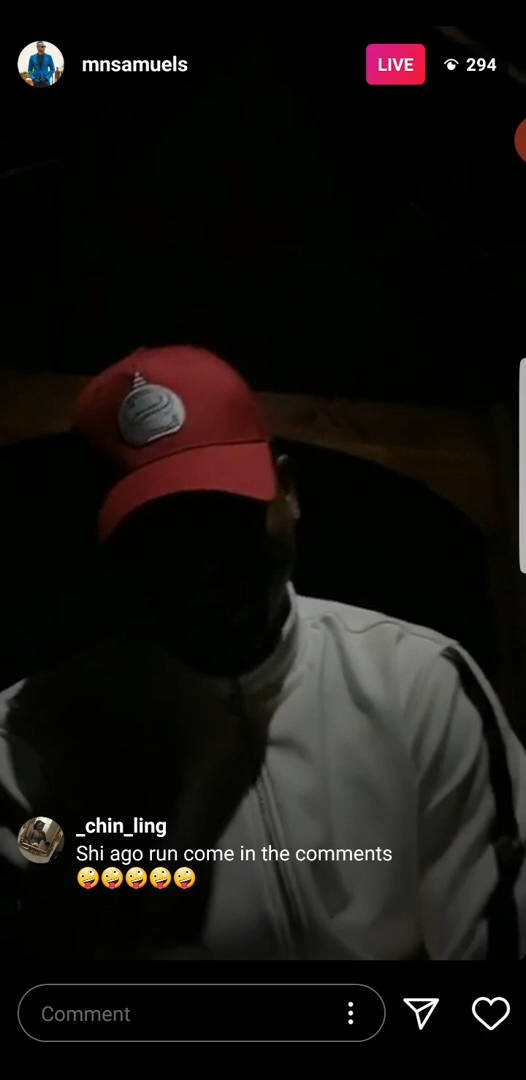 mnsamuels
LIVE
294
_chin_ling
Shi ago run come in the comments
🤪🤪🤪🤪🤪
Comment